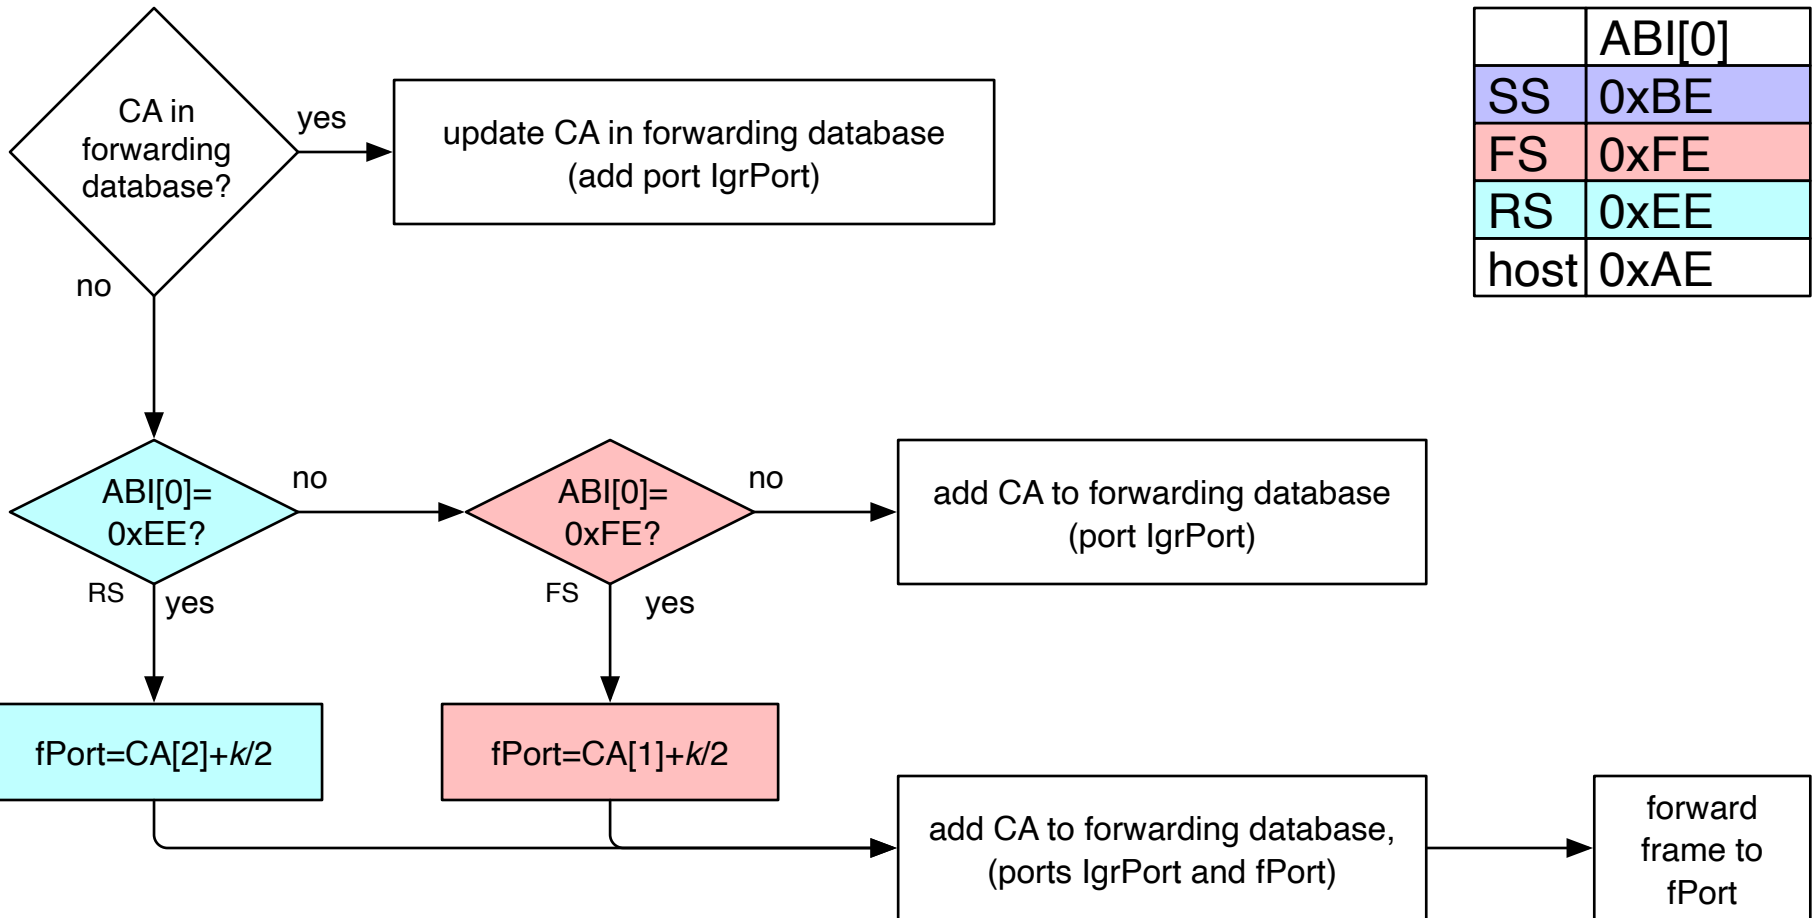 CA in
forwarding
database?
yes
update CA in forwarding database
(add port IgrPort)
ABI[0]
SS 0xBE
FS 0xFE
RS 0xEE
host 0xAE
no
ABI[0]=
0xEE?
no
ABI[0]=
0xFE?
no
add CA to forwarding database
(port IgrPort)
RS
yes
FS
yes
fPort=CA[2]+k/2
fPort=CA[1]+k/2
add CA to forwarding database,
(ports IgrPort and fPort)
forward
frame to
fPort